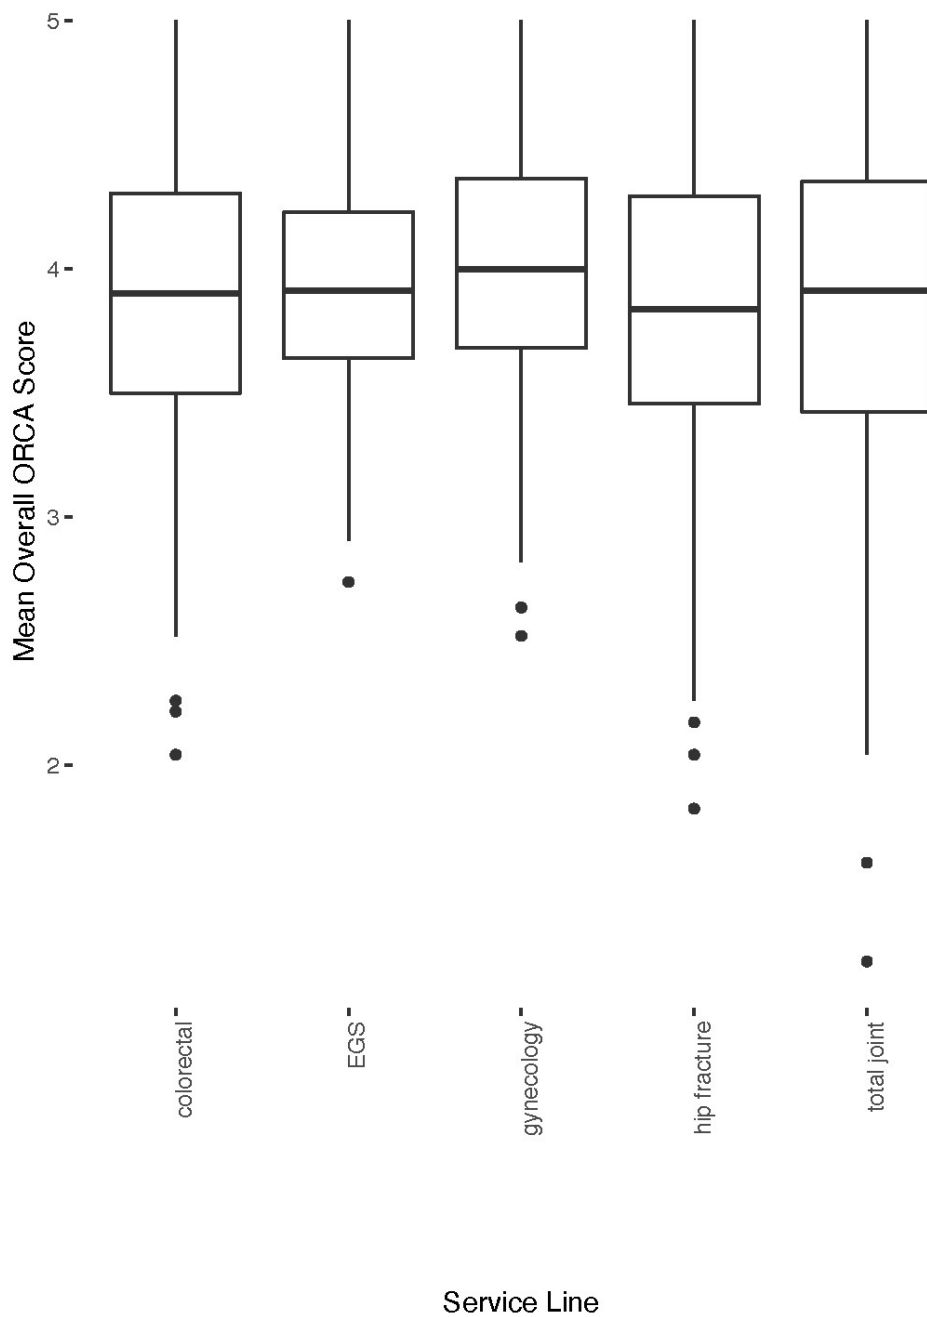 5
4
3
2
Mean Overall ORCA Score
colorectal
EGS
gynecology
hip fracture
total joint
Service Line